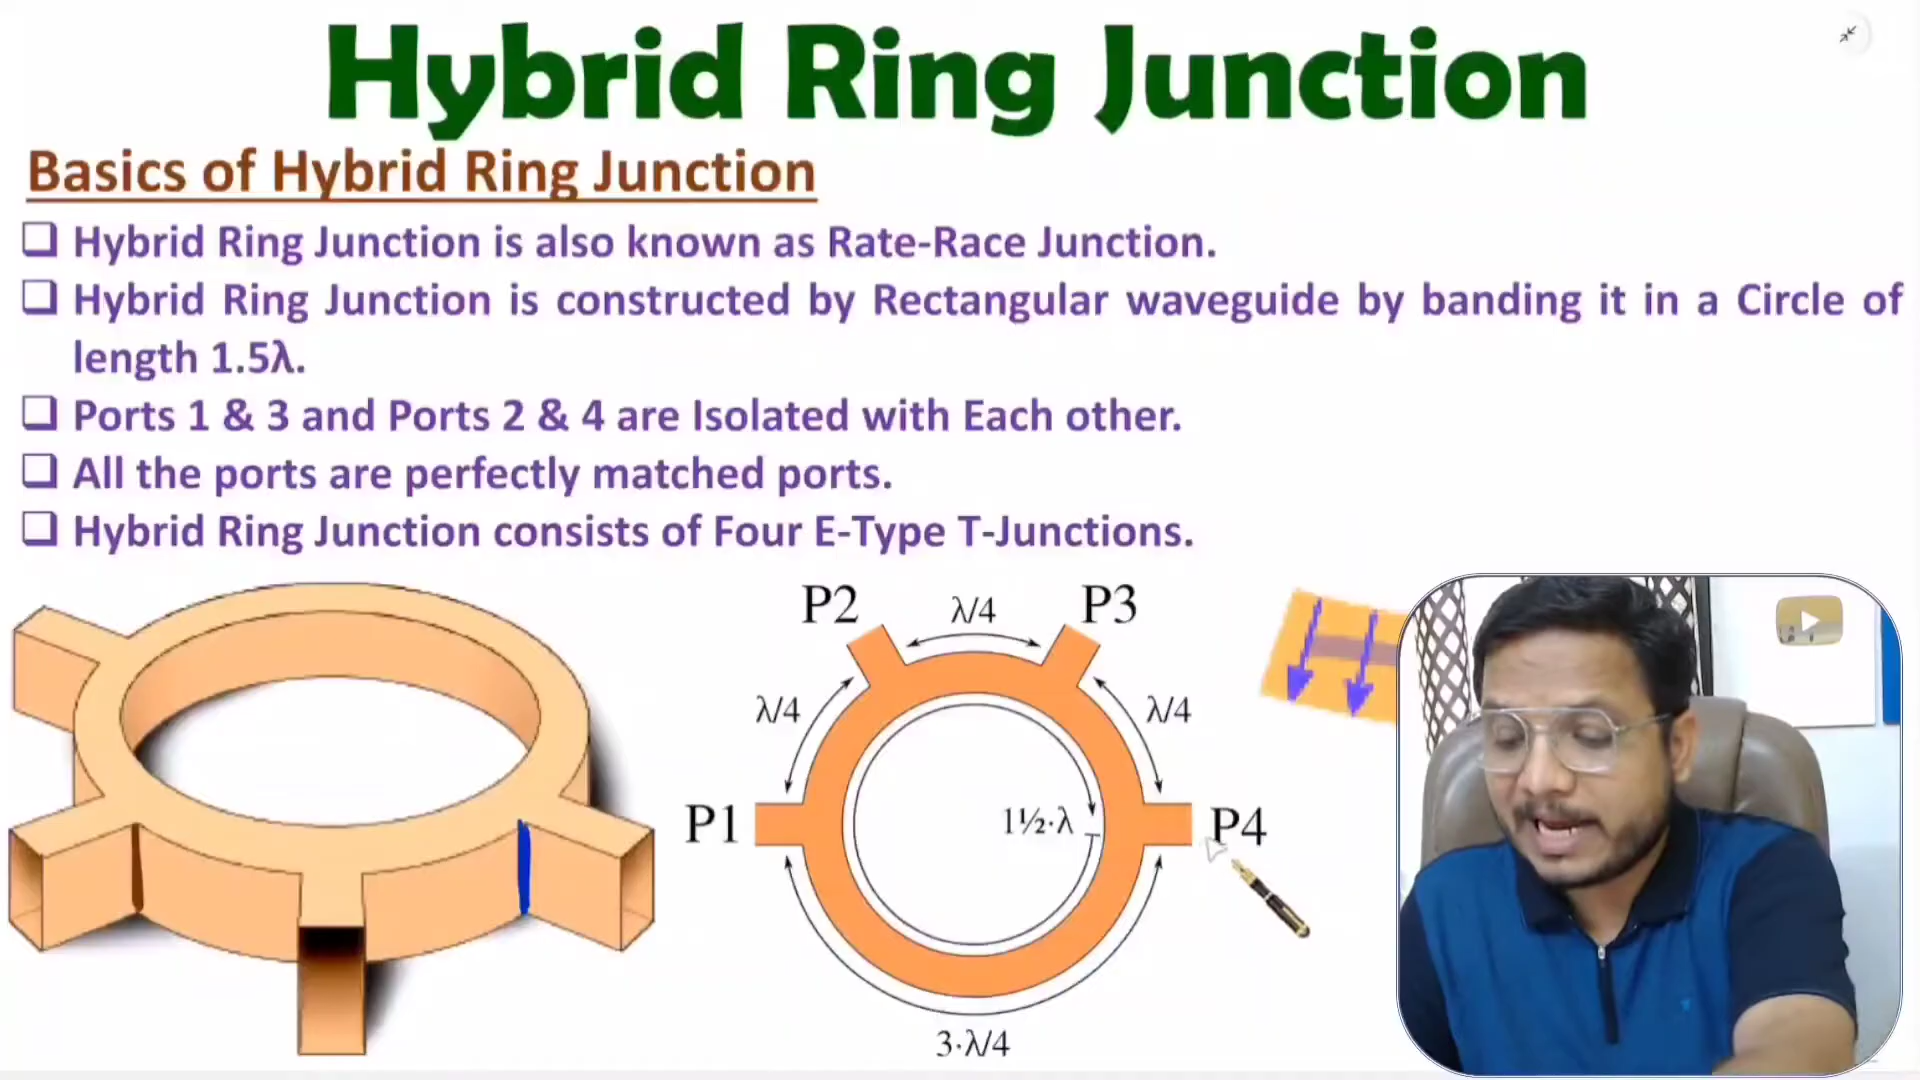 Hybrid Ring Junction
Basics of Hybrid Ring Junction
❑ Hybrid Ring Junction is also known as Rate-Race Junction.
❑ Hybrid Ring Junction is constructed by Rectangular waveguide by banding it in a Circle of
length 1.5λ.
❑ Ports 1 & 3 and Ports 2 & 4 are Isolated with Each other.
❑ All the ports are perfectly matched ports.
❑ Hybrid Ring Junction consists of Four E-Type T-Junctions.
P2
λ/4
P3
λ/4
λ/4
P1
1½·λ
P4
3·λ/4